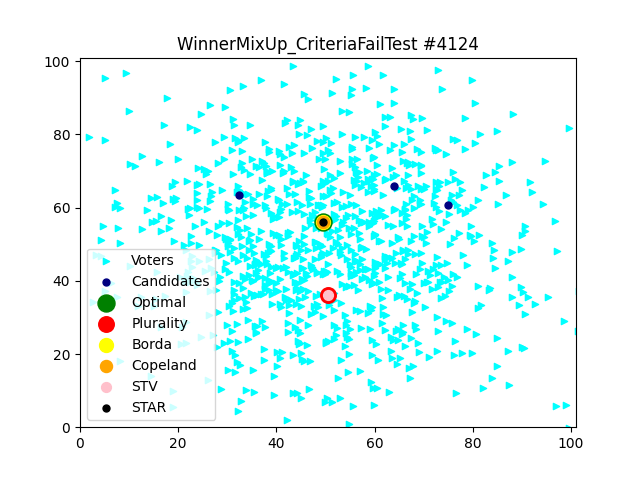 WinnerMixUp_CriteriaFailTest #4124
100
80
60
40
20
0
Voters
Candidates
Optimal
Plurality
Borda
Copeland
STV
STAR
0 20 40 60 80 100